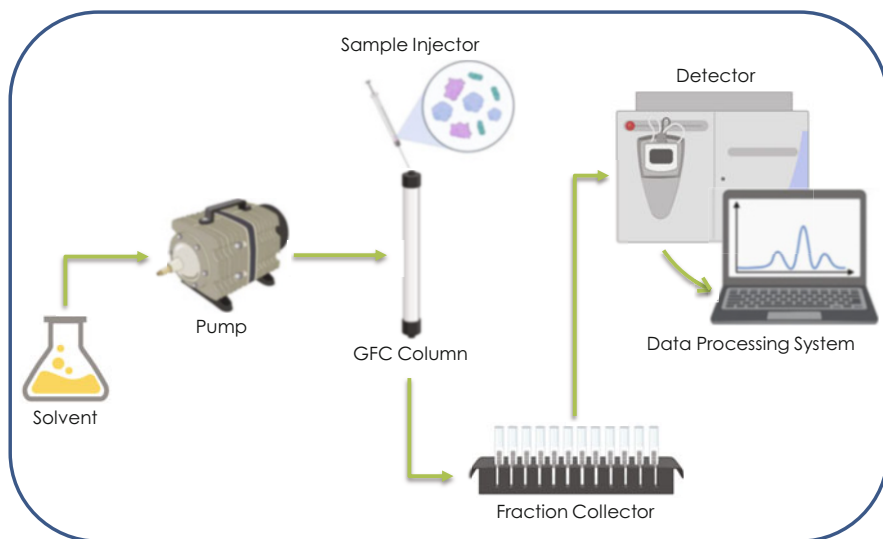 Sample Injector
Detector
Pump
GFC Column
Data Processing System
Solvent
Fraction Collector